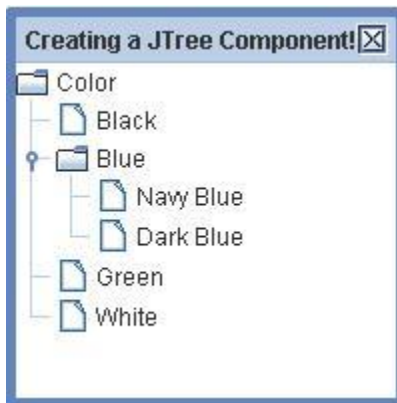 Creating a JTree Component!
Color
Black
Blue
Navy Blue
Dark Blue
Green
White